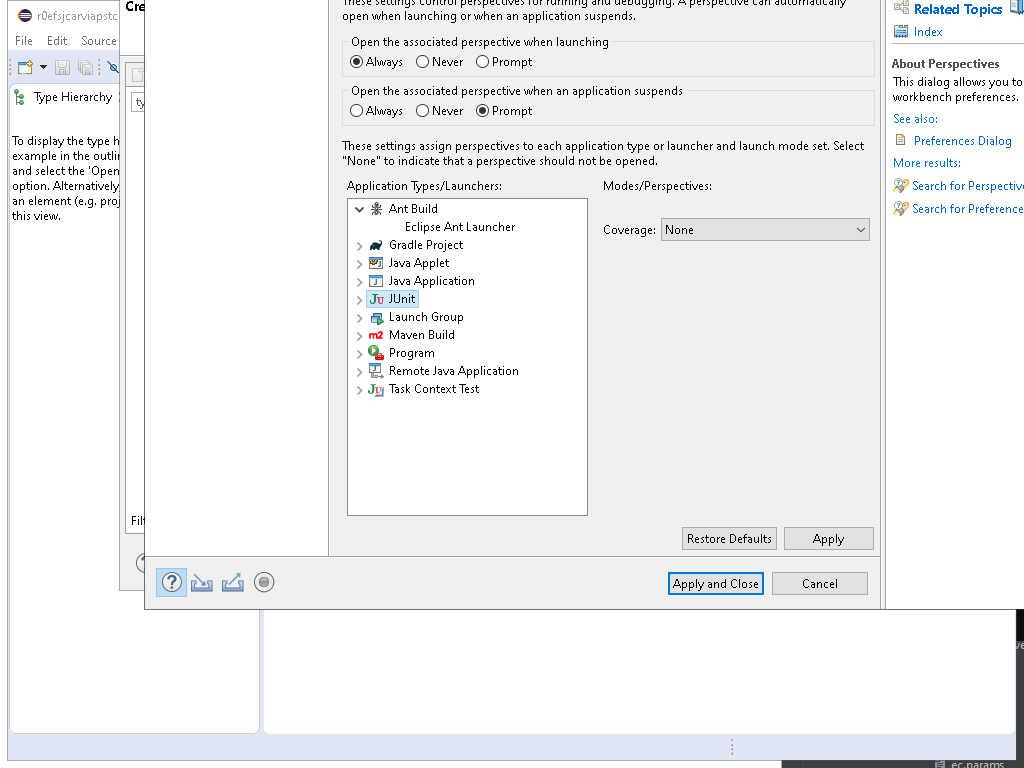 r0efsjcarviapstc
File Edit Source
Type Hierarchy
To display the type h
example in the outlin
and select the 'Open
option. Alternatively
an element (e.g. proj
this view.
Cre
ty
Filt
These settings control perspectives for running and debugging. A perspective can automatically
open when launching or when an application suspends.
Open the associated perspective when launching
Always Never Prompt
Open the associated perspective when an application suspends
Always Never Prompt
These settings assign perspectives to each application type or launcher and launch mode set. Select
"None" to indicate that a perspective should not be opened.
Application Types/Launchers:
Modes/Perspectives:
Ant Build
Eclipse Ant Launcher
Gradle Project
Java Applet
Java Application
JUnit
Launch Group
Maven Build
Program
Remote Java Application
Task Context Test
Coverage: None
Restore Defaults
Apply
Apply and Close
Cancel
Related Topics
Index
About Perspectives
This dialog allows you to
workbench preferences.
See also:
Preferences Dialog
More results:
Search for Perspective
Search for Preference
ve
ec.params